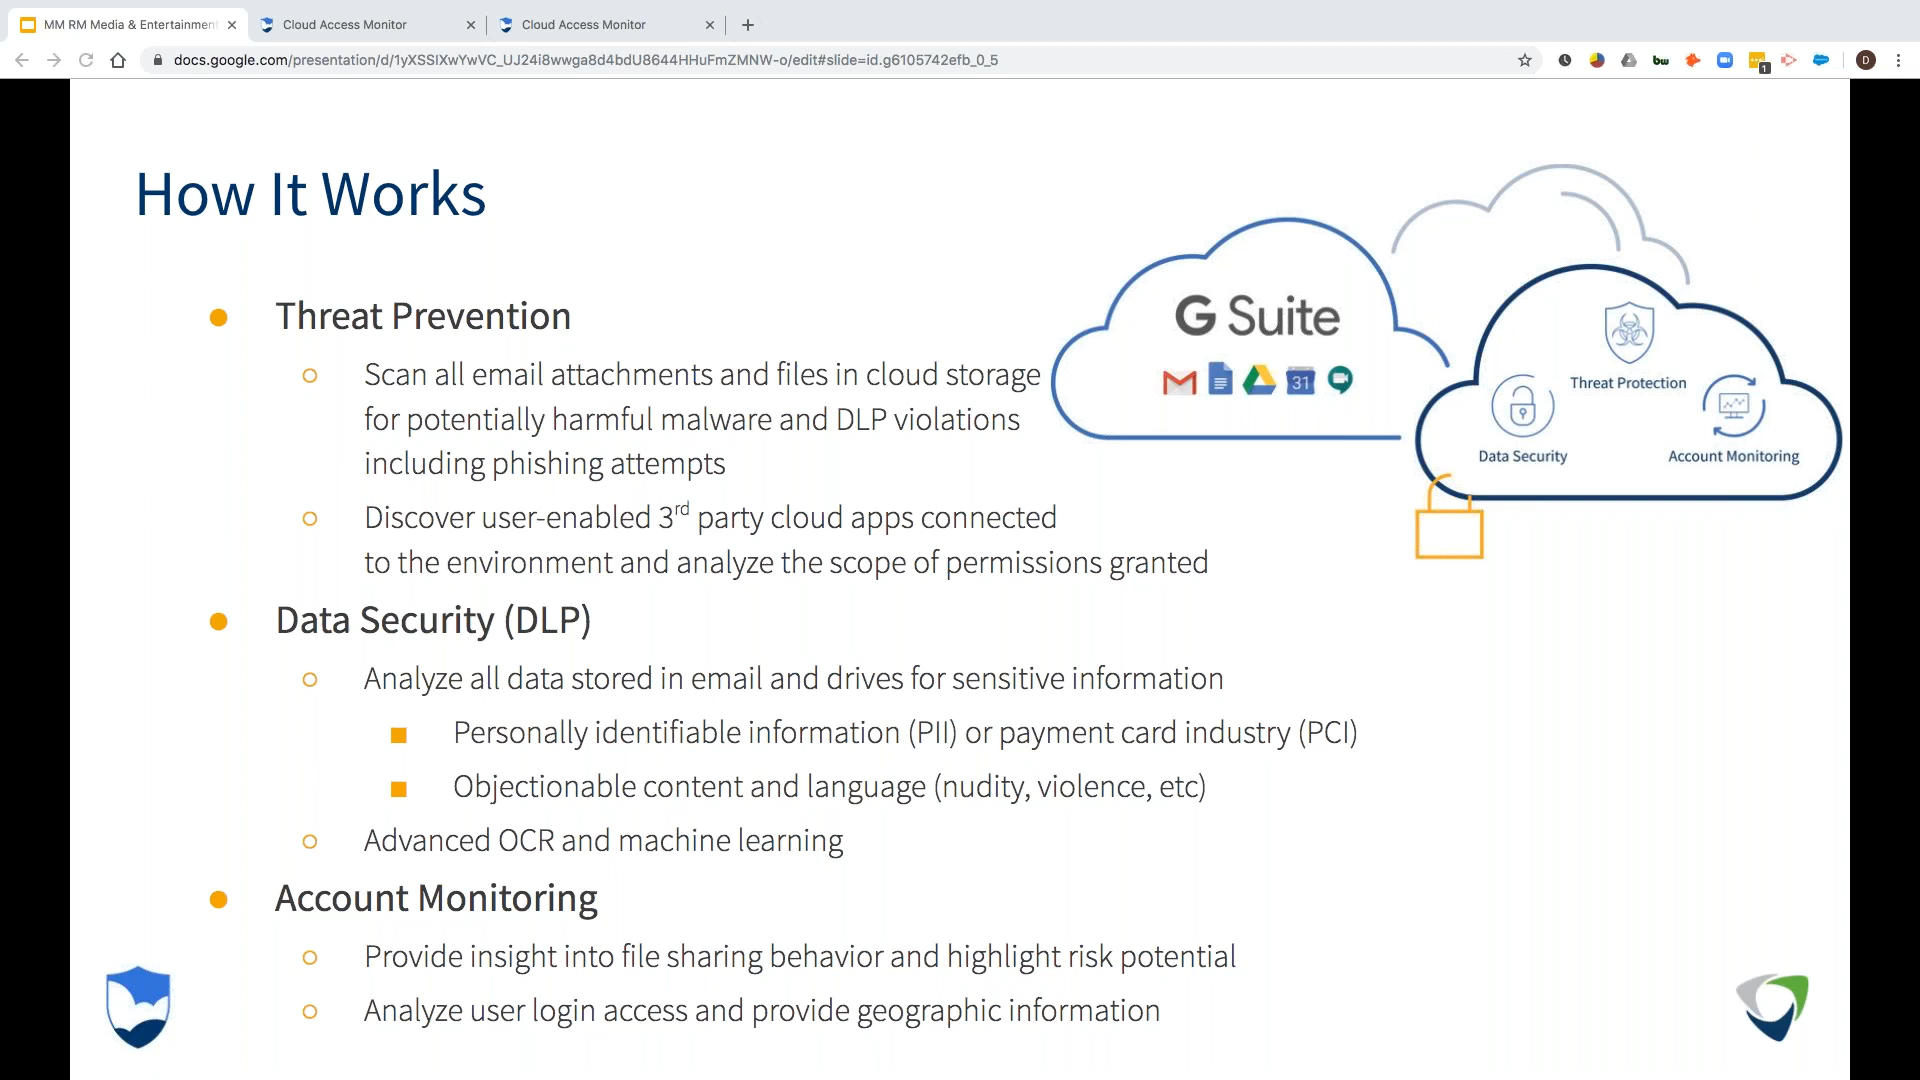 MM RM Media & Entertainment
Cloud Access Monitor
Cloud Access Monitor
docs.google.com/presentation/d/1yXSSIXwYwVC_UJ24i8wwga8d4bdU8644HHuFmZMNW-o/edit#slide=id.g6105742efb_0_5
bw
1
D
How It Works
G Suite
31
Threat Protection
Data Security
Account Monitoring
Threat Prevention
Scan all email attachments and files in cloud storage
for potentially harmful malware and DLP violations
including phishing attempts
Discover user-enabled 3rd party cloud apps connected
to the environment and analyze the scope of permissions granted
Data Security (DLP)
Analyze all data stored in email and drives for sensitive information
Personally identifiable information (PII) or payment card industry (PCI)
Objectionable content and language (nudity, violence, etc)
Advanced OCR and machine learning
Account Monitoring
Provide insight into file sharing behavior and highlight risk potential
Analyze user login access and provide geographic information